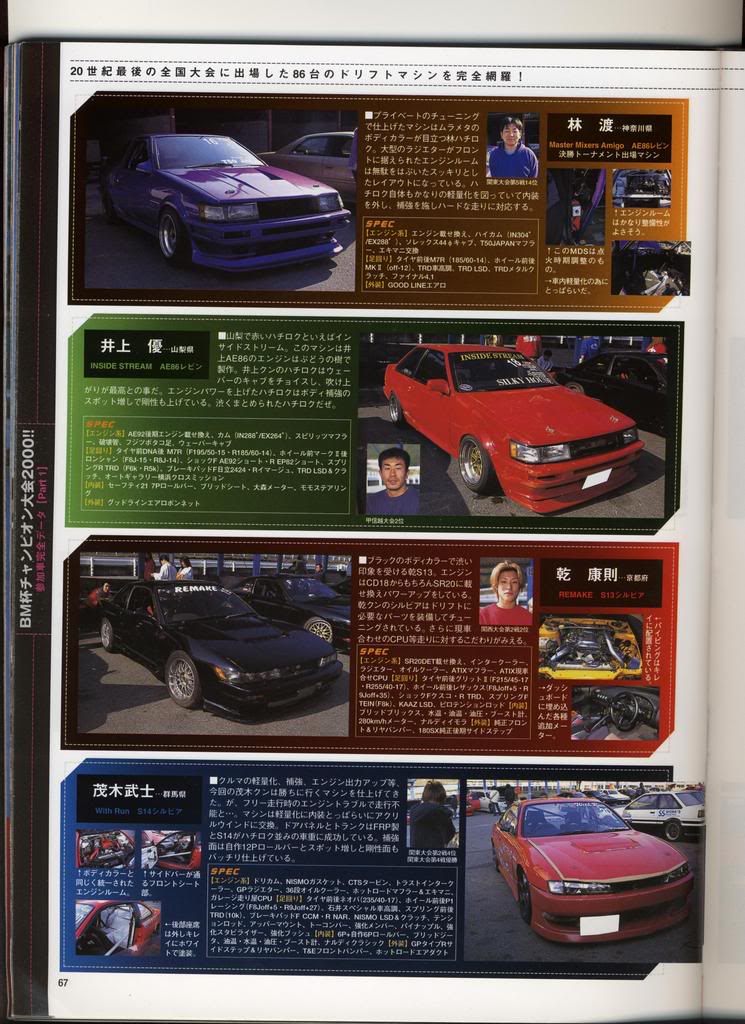 20世紀最後の全国大会に出場した86台のドリフトマシンを完全網羅！
■プライベートのチューニング
で仕上げたマシンはムラメタの
ボディカラーが目立つ林ハチ
ロク。大型のラジエターがフロン
トに据えられたエンジンルーム
は無駄をはぶいたスッキリとし
たレイアウトになっている。ハ
チロク自体もかなりの軽量化を図っていて内装
を外し、補強を施しハードな走りに対応する。
関東大会第5戦14位
林 渡…神奈川県
Master Mixers Amigo AE86レビン
決勝トーナメント出場マシン
↑エンジンルーム
はかなり整備性が
よさそう。
↑このMDSは点
火時期調整のも
の。
→車内軽量化の為に
とっぱらいだ。
SPEC
【エンジン系】エンジン載せ換え、ハイカム（IN304°
/EX288°）、ソレックス44φキャブ、T50JAPANマフラ
ー、エキマニ交換
【足回り】タイヤ前後M7R（185/60-14）、ホイール前後
MKⅡ（off-12）、TRD車高調、TRD LSD、TRDメタルク
ラッチ、ファイナル4.1
【外装】GOOD LINEエアロ
井上 優…山梨県
INSIDE STREAM AE86レビン
■山梨で赤いハチロクといえばイン
サイドストリーム。このマシンは井
上AE86のエンジンはぶどうの樹で
製作。井上クンのハチロクはウェー
バーのキャブをチョイスし、吹け上
がりが最高との事だ。エンジンパワーを上げたハチロクはボディ補強の
スポット増しで剛性も上げている。渋くまとめられたハチロクだぜ。
SPEC
【エンジン系】AE92後期エンジン載せ換え、カム（IN288°/EX264°）、スピリッツマフラ
ー、破壊管、フジツボタコ足、ウェーバーキャブ
【足回り】タイヤ前DNA後 M7R（F195/50-15・R185/60-14）、ホイール前マークⅡ後
ロンシャン（F8J-15・R8J-14）、ショックF AE92ショート・R EP82ショート、スプリン
グR TRD（F6k・R5k）、ブレーキパッドF日立2424・Rイマージュ、TRD LSD&クラ
ッチ、オートギャラリー横浜クロスミッション
【内装】セーフティ21 7Pロールバー、ブリッドシート、大森メーター、モモステアリン
グ
【外装】グッドラインエアロボンネット
INSIDE STREAM
SILKY HOUSE
甲信越大会2位
BM杯チャンピオン大会2000!!
参加車完全データ【Part 1】
REMAKE
■ブラックのボディカラーで渋い
印象を受ける乾S13。エンジン
はCD18からもちろんSR20に載
せ換えパワーアップをしている。
乾クンのシルビアはドリフトに
必要なパーツを装備してチュー
ニングされている。さらに現車
合わせのCPU等走りに対するこだわりがみえる。
関西大会第2戦2位
乾 康則…京都府
REMAKE S13シルビア
↑パイピングはキレ
イに配置されている。
→ダッシ
ュボード
に埋め込
んだ各種
追加メー
ター。
SPEC
【エンジン系】SR20DET載せ換え、インタークーラー、
ラジエター、オイルクーラー、ATIXマフラー、ATIX現車
合せCPU【足回り】タイヤ前後グリットⅡ（F215/45-17
・R255/40-17）、ホイール前後レザックス（F8Joff+5・R
9Joff+35）、ショックFクスコ・R TRD、スプリングF
TEIN（F6k）、KAAZ LSD、ピロテンションロッド【内装】
ブリッドブリックス、水温・油温・油圧・ブースト計、
280km/hメーター、ナルディイモラ【外装】純正フロン
ト&リヤバンパー、180SX純正後期サイドステップ
茂木武士…群馬県
With Run S14シルビア
↑ボディカラーと
同じく統一された
エンジンルーム。
↑サイドバーが通
るフロントシート
部。
←後部座席
は外しキレ
イにホワイ
トで塗装。
■クルマの軽量化、補強、エンジン出力アップ等、
今回の茂木クンは勝ちに行くマシンを仕上げてき
た。が、フリー走行時のエンジントラブルで走行不
能と…。マシンは軽量化に内装とっぱらいにアクリ
ルウインドに交換。ドアパネルとトランクはFRP製
とS14がハチロク並みの車重に成功している。補強
面は自作12Pロールバーとスポット増しと剛性面も
バッチリ仕上げている。
関東大会第2戦4位
関東大会第4戦優勝
SPEC
【エンジン系】ドリカム、NISMOガスケット、CTSタービン、トラストインターク
ーラー、GPラジエター、36段オイルクーラー、ホットロードマフラー&エキマニ、
ガレージ走り屋CPU【足回り】タイヤ前後ネオバ（235/40-17）、ホイール前後P1
レーシング（F8Joff+5・R9Joff+27）、石井スペシャル車高調、スプリング前後
TRD（10k）、ブレーキパッドF CCM・R NAR、NISMO LSD&クラッチ、テンシ
ョンロッド、アッパーマウント、トーコンバー、強化メンバー、パイナップル、強
化スタビライザー、強化ブッシュ【内装】6P+自作6Pロールバー、ブリッドジー
タ、油温・水温・油圧・ブースト計、ナルディクラシック【外装】GPタイプRサ
イドステップ&リヤバンパー、T&Eフロントバンパー、ホットロードエアダクト
67